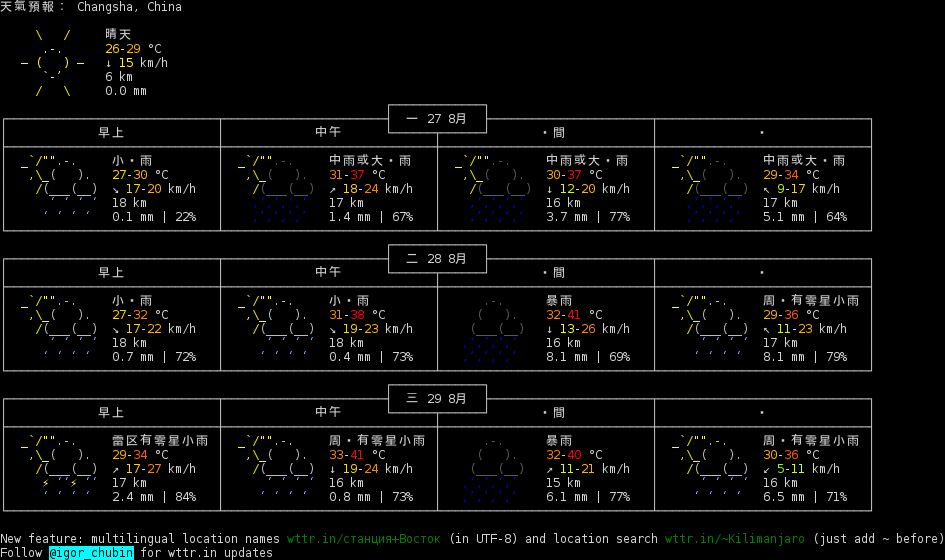 天氣預報： Changsha, China
晴天
26-29 °C
↓ 15 km/h
6 km
0.0 mm
一 27 8月
早上 中午 ·間 ·
小·雨 中雨或大·雨 中雨或大·雨 中雨或大·雨
27-30 °C 31-37 °C 30-37 °C 29-34 °C
↘ 17-20 km/h ↗ 18-24 km/h ↓ 12-20 km/h ↖ 9-17 km/h
18 km 17 km 16 km 17 km
0.1 mm | 22% 1.4 mm | 67% 3.7 mm | 77% 5.1 mm | 64%
二 28 8月
早上 中午 ·間 ·
小·雨 小·雨 暴雨 周·有零星小雨
27-32 °C 31-38 °C 32-41 °C 29-36 °C
↘ 17-22 km/h ↘ 19-23 km/h ↓ 13-26 km/h ↖ 11-23 km/h
18 km 18 km 16 km 17 km
0.7 mm | 72% 0.4 mm | 73% 8.1 mm | 69% 8.1 mm | 79%
三 29 8月
早上 中午 ·間 ·
雷区有零星小雨 周·有零星小雨 暴雨 周·有零星小雨
29-34 °C 33-41 °C 32-40 °C 30-36 °C
↗ 17-27 km/h ↓ 19-24 km/h ↗ 11-21 km/h ↙ 5-11 km/h
17 km 16 km 15 km 16 km
2.4 mm | 84% 0.8 mm | 73% 6.1 mm | 77% 6.5 mm | 71%
New feature: multilingual location names wttr.in/станция+Восток (in UTF-8) and location search wttr.in/~Kilimanjaro (just add ~ before)
Follow @igor_chubin for wttr.in updates